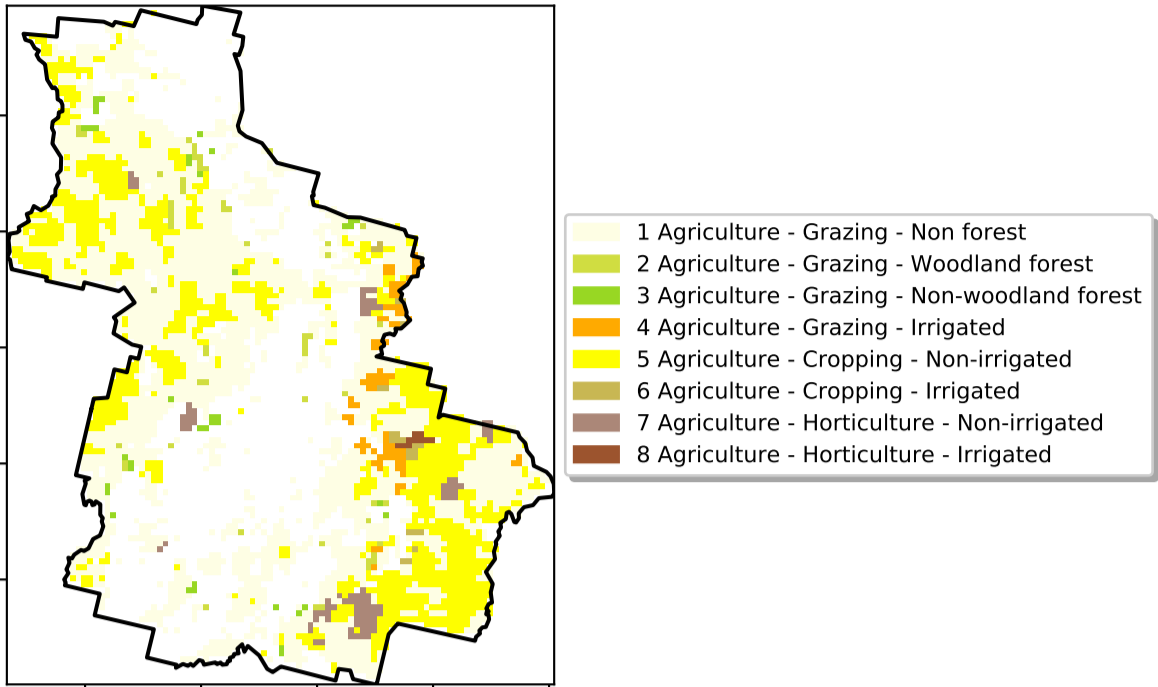 1 Agriculture - Grazing - Non forest
2 Agriculture - Grazing - Woodland forest
3 Agriculture - Grazing - Non-woodland forest
4 Agriculture - Grazing - Irrigated
5 Agriculture - Cropping - Non-irrigated
6 Agriculture - Cropping - Irrigated
7 Agriculture - Horticulture - Non-irrigated
8 Agriculture - Horticulture - Irrigated